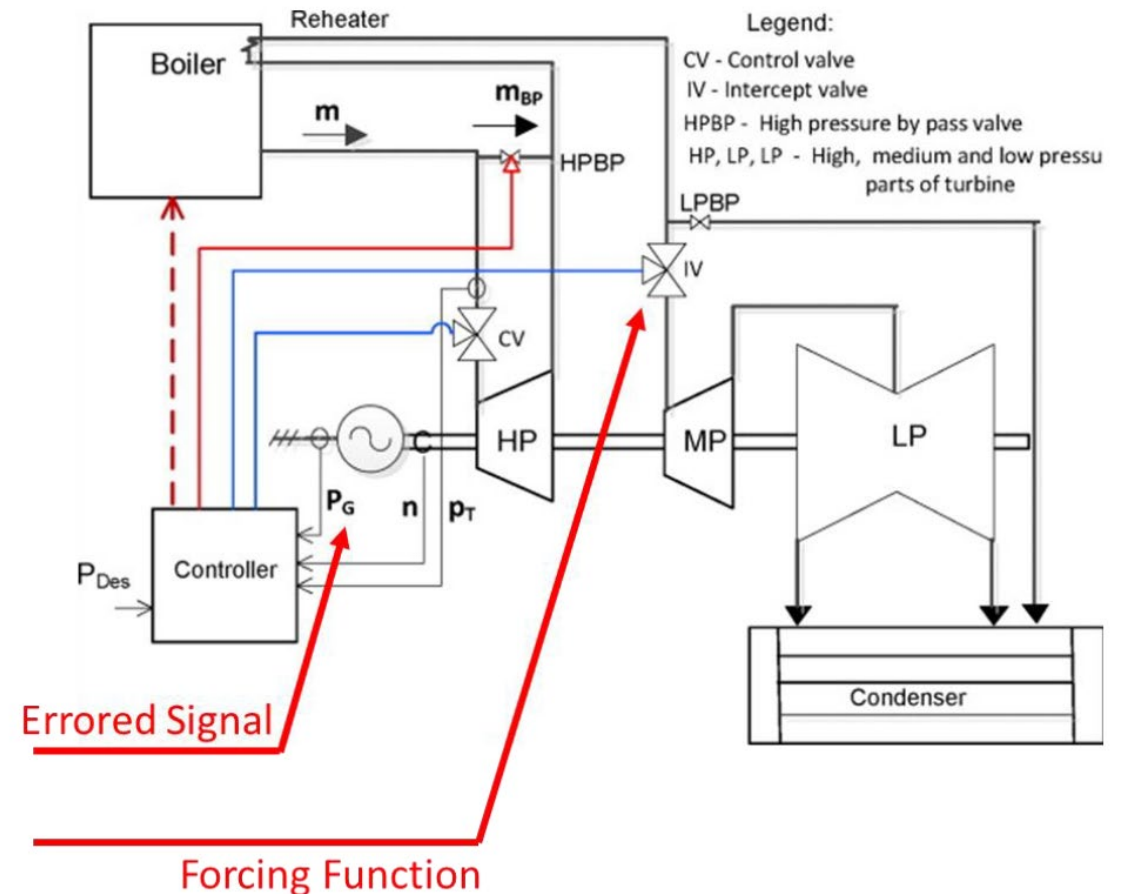 Reheater
Legend:
Boiler
CV - Control valve
IV - Intercept valve
m
mBP
HPBP - High pressure by pass valve
HPBP
HP, LP, LP - High, medium and low pressu
parts of turbine
LPBP
IV
CV
HP
MP
LP
PG
n
pT
PDes
Controller
Condenser
Errored Signal
Forcing Function